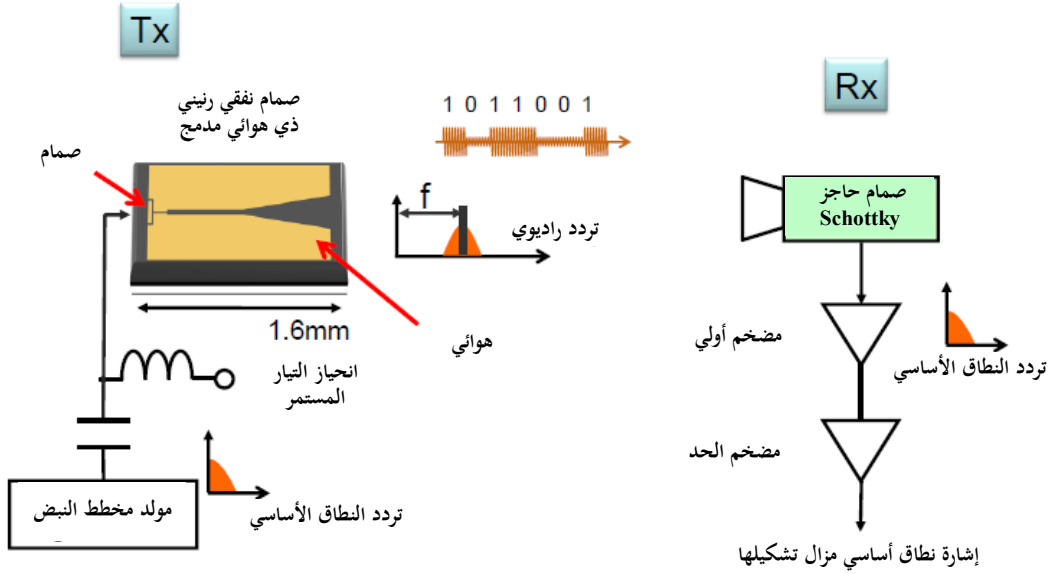 Tx
صمام نفقي رنيني
ذي هوائي مدمج
صمام
1 0 1 1 0 0 1
f
تردد راديوي
1.6mm
هوائي
انحياز التيار
المستمر
مولد مخطط النبض
تردد النطاق الأساسي
Rx
صمام حاجز
Schottky
مضخم أولي
تردد النطاق الأساسي
مضخم الحد
إشارة نطاق أساسي مزال تشكيلها